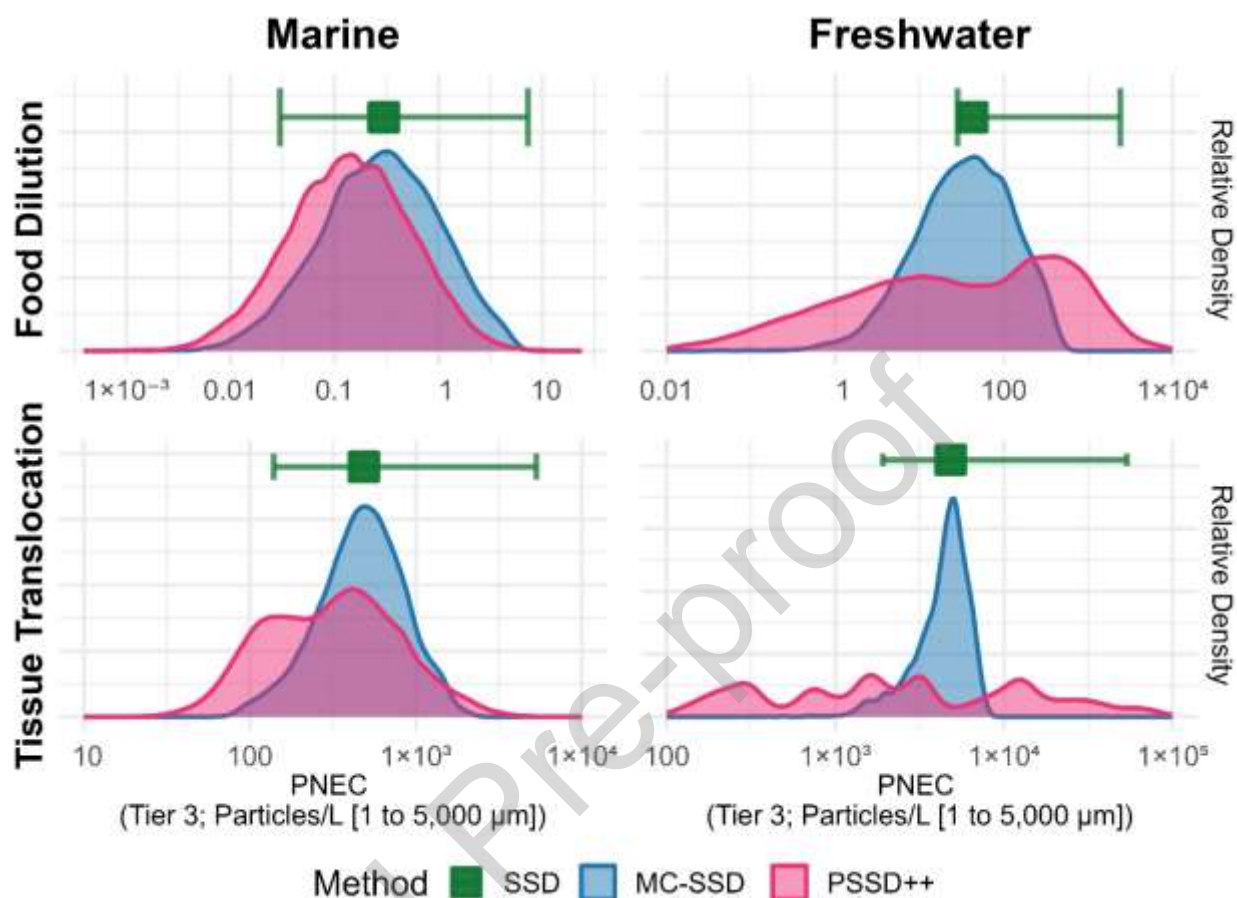 Marine
Freshwater
Food Dilution
Relative Density
1×10⁻³ 0.01 0.1 1 10
0.01 1 100 1×10⁴
Tissue Translocation
Relative Density
10 100 1×10³ 1×10⁴
100 1×10³ 1×10⁴ 1×10⁵
PNEC
(Tier 3; Particles/L [1 to 5,000 µm])
PNEC
(Tier 3; Particles/L [1 to 5,000 µm])
Method SSD MC-SSD PSSD++
Pre-proof